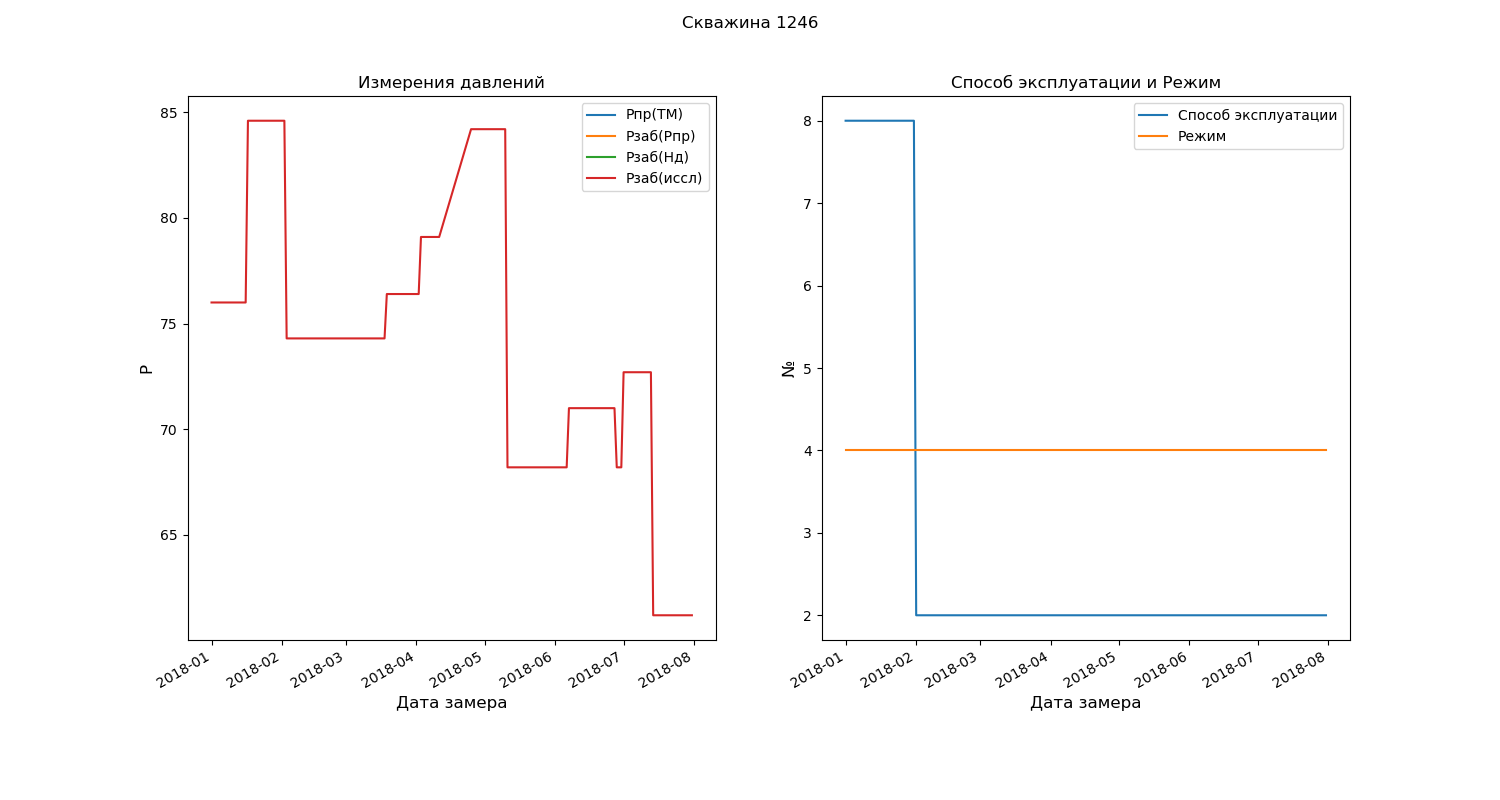 Скважина 1246
Измерения давлений
85
80
75
70
65
P
Рпр(ТМ)
Рзаб(Рпр)
Рзаб(Нд)
Рзаб(иссл)
2018-01
2018-02
2018-03
2018-04
2018-05
2018-06
2018-07
2018-08
Дата замера
Способ эксплуатации и Режим
8
7
6
5
4
3
2
№
Способ эксплуатации
Режим
2018-01
2018-02
2018-03
2018-04
2018-05
2018-06
2018-07
2018-08
Дата замера